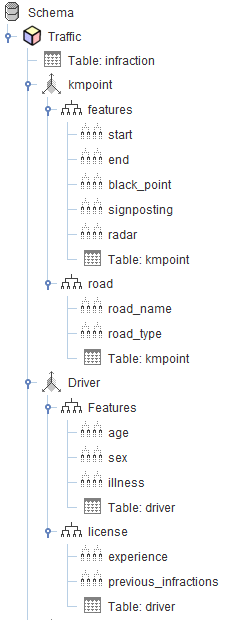 Schema
Traffic
Table: infraction
kmpoint
features
start
end
black_point
signposting
radar
Table: kmpoint
road
road_name
road_type
Table: kmpoint
Driver
Features
age
sex
illness
Table: driver
license
experience
previous_infractions
Table: driver